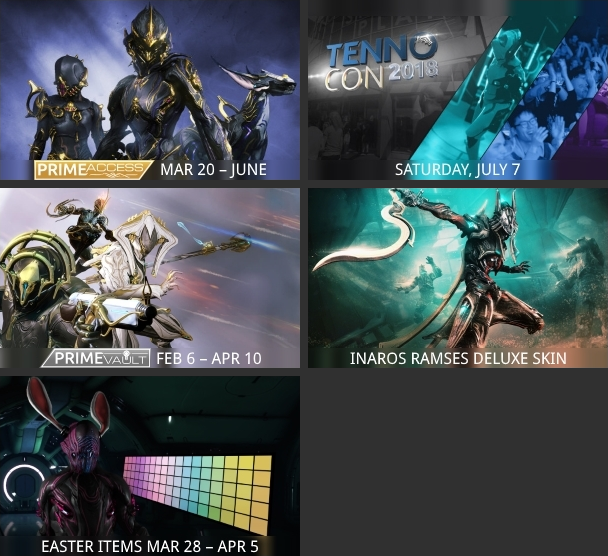 PRIMEACCESS MAR 20 – JUNE
TENNO
CON 2018
SATURDAY, JULY 7
PRIMEVAULT FEB 6 – APR 10
INAROS RAMSES DELUXE SKIN
EASTER ITEMS MAR 28 – APR 5